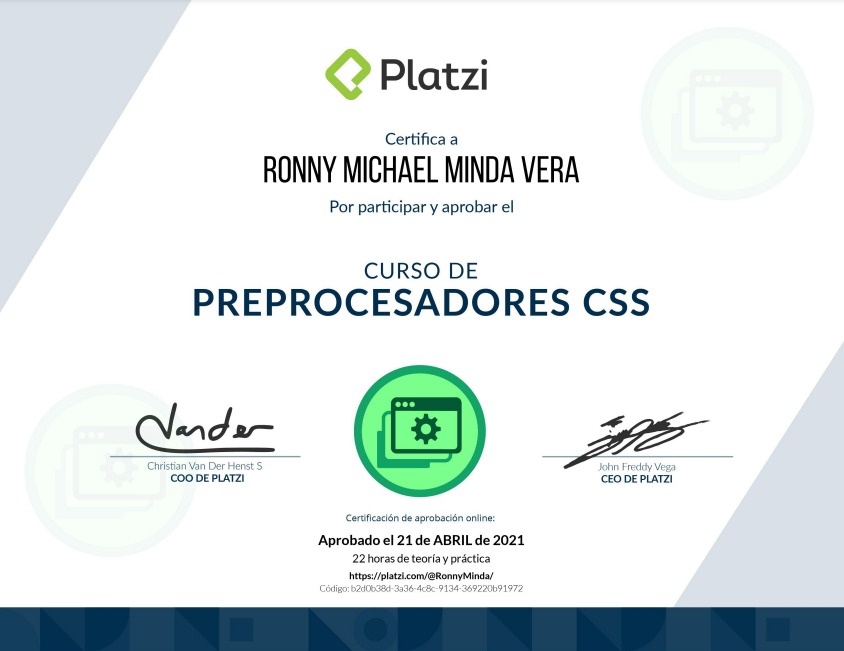 Platzi
Certifica a
RONNY MICHAEL MINDA VERA
Por participar y aprobar el
CURSO DE
PREPROCESADORES CSS
Christian Van Der Henst S
COO DE PLATZI
John Freddy Vega
CEO DE PLATZI
Certificación de aprobación online:
Aprobado el 21 de ABRIL de 2021
22 horas de teoría y práctica
https://platzi.com/@RonnyMinda/
Código: b2d0b38d-3a36-4c8c-9134-369220b91972